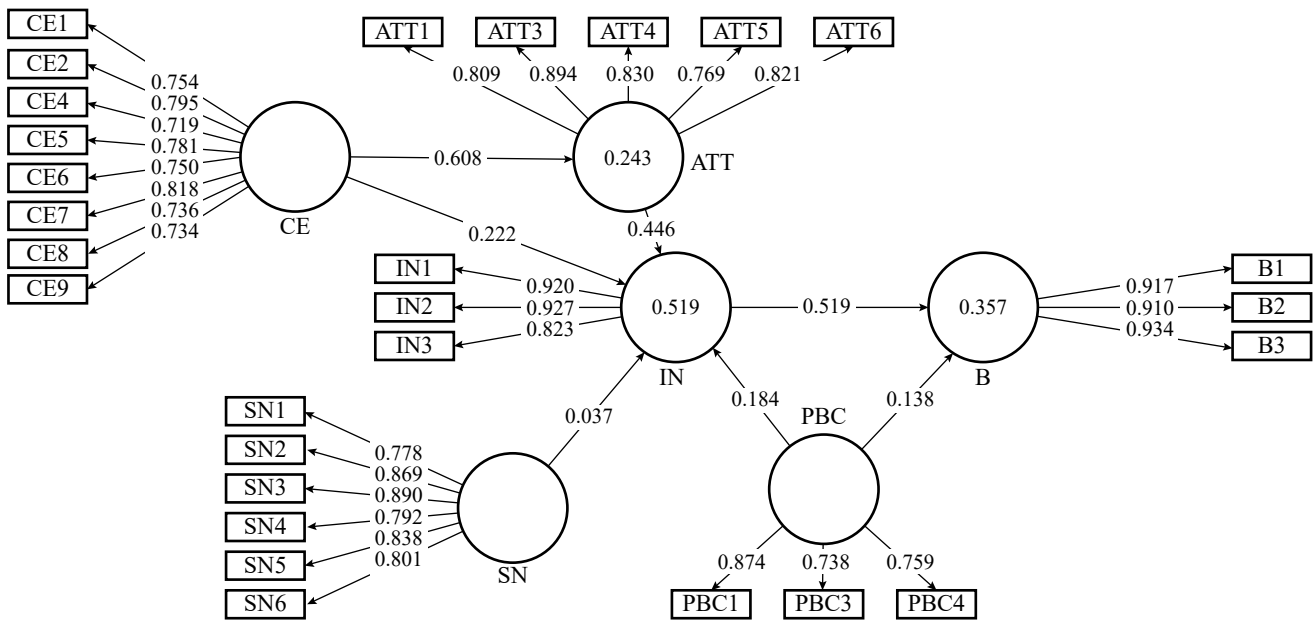 CE1
CE2
CE4
CE5
CE6
CE7
CE8
CE9
0.754
0.795
0.719
0.781
0.750
0.818
0.736
0.734
CE
ATT1
ATT3
ATT4
ATT5
ATT6
0.809
0.894
0.830
0.769
0.821
0.608
0.243
ATT
0.222
0.446
IN1
IN2
IN3
0.920
0.927
0.823
0.519
IN
0.519
0.357
B
0.917
0.910
0.934
B1
B2
B3
SN1
SN2
SN3
SN4
SN5
SN6
0.778
0.869
0.890
0.792
0.838
0.801
SN
0.037
0.184
0.138
PBC
0.874
0.738
0.759
PBC1
PBC3
PBC4